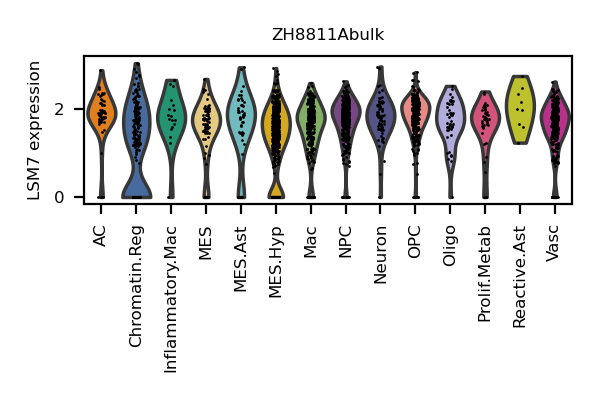 ZH8811Abulk
LSM7 expression
2
0
AC
Chromatin.Reg
Inflammatory.Mac
MES
MES.Ast
MES.Hyp
Mac
NPC
Neuron
OPC
Oligo
Prolif.Metab
Reactive.Ast
Vasc